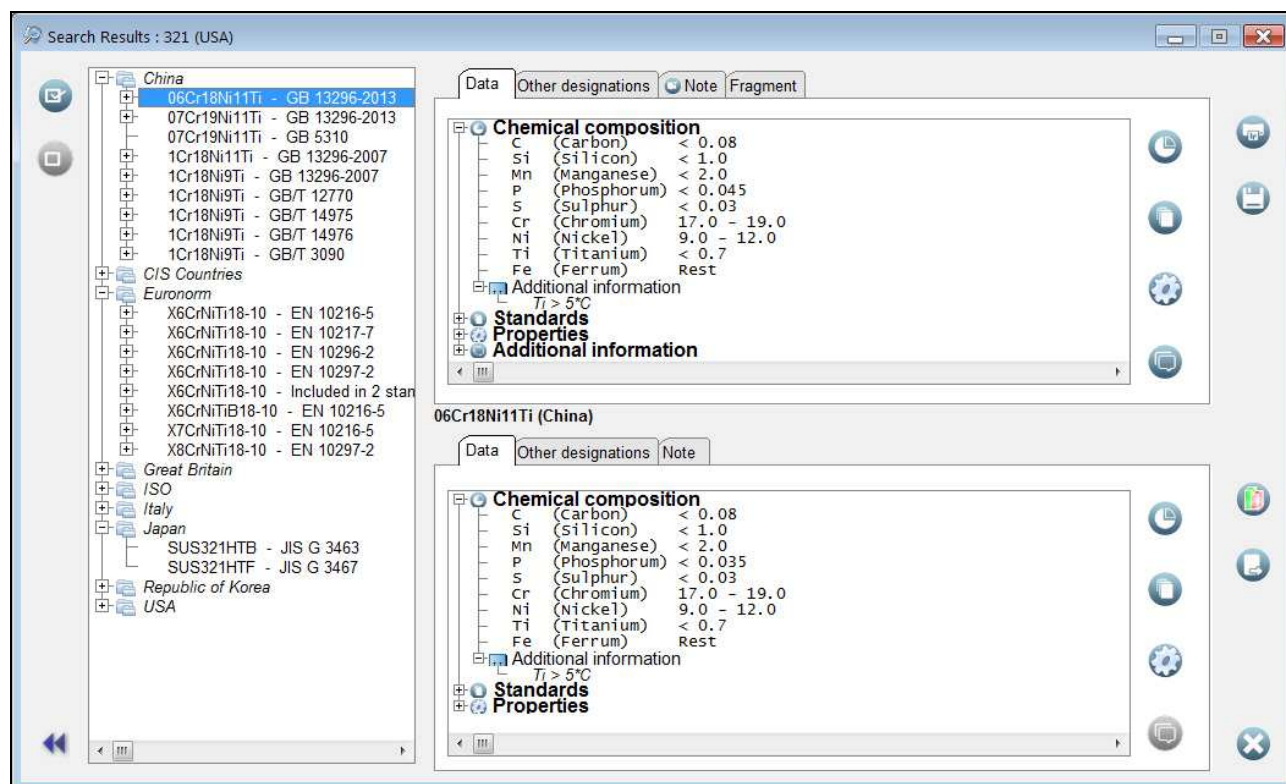 Search Results : 321 (USA)
China
06Cr18Ni11Ti - GB 13296-2013
07Cr19Ni11Ti - GB 13296-2013
07Cr19Ni11Ti - GB 5310
1Cr18Ni11Ti - GB 13296-2007
1Cr18Ni9Ti - GB 13296-2007
1Cr18Ni9Ti - GB/T 12770
1Cr18Ni9Ti - GB/T 14975
1Cr18Ni9Ti - GB/T 14976
1Cr18Ni9Ti - GB/T 3090
CIS Countries
Euronorm
X6CrNiTi18-10 - EN 10216-5
X6CrNiTi18-10 - EN 10217-7
X6CrNiTi18-10 - EN 10296-2
X6CrNiTi18-10 - EN 10297-2
X6CrNiTi18-10 - Included in 2 stan
X6CrNiTiB18-10 - EN 10216-5
X7CrNiTi18-10 - EN 10216-5
X8CrNiTi18-10 - EN 10297-2
Great Britain
ISO
Italy
Japan
SUS321HTB - JIS G 3463
SUS321HTF - JIS G 3467
Republic of Korea
USA
Data Other designations Note Fragment
Chemical composition
C (Carbon) < 0.08
Si (Silicon) < 1.0
Mn (Manganese) < 2.0
P (Phosphorum) < 0.045
S (Sulphur) < 0.03
Cr (Chromium) 17.0 - 19.0
Ni (Nickel) 9.0 - 12.0
Ti (Titanium) < 0.7
Fe (Ferrum) Rest
Additional information
Ti > 5*C
Standards
Properties
Additional information
06Cr18Ni11Ti (China)
Data Other designations Note
Chemical composition
C (Carbon) < 0.08
Si (Silicon) < 1.0
Mn (Manganese) < 2.0
P (Phosphorum) < 0.035
S (Sulphur) < 0.03
Cr (Chromium) 17.0 - 19.0
Ni (Nickel) 9.0 - 12.0
Ti (Titanium) < 0.7
Fe (Ferrum) Rest
Additional information
Ti > 5*C
Standards
Properties